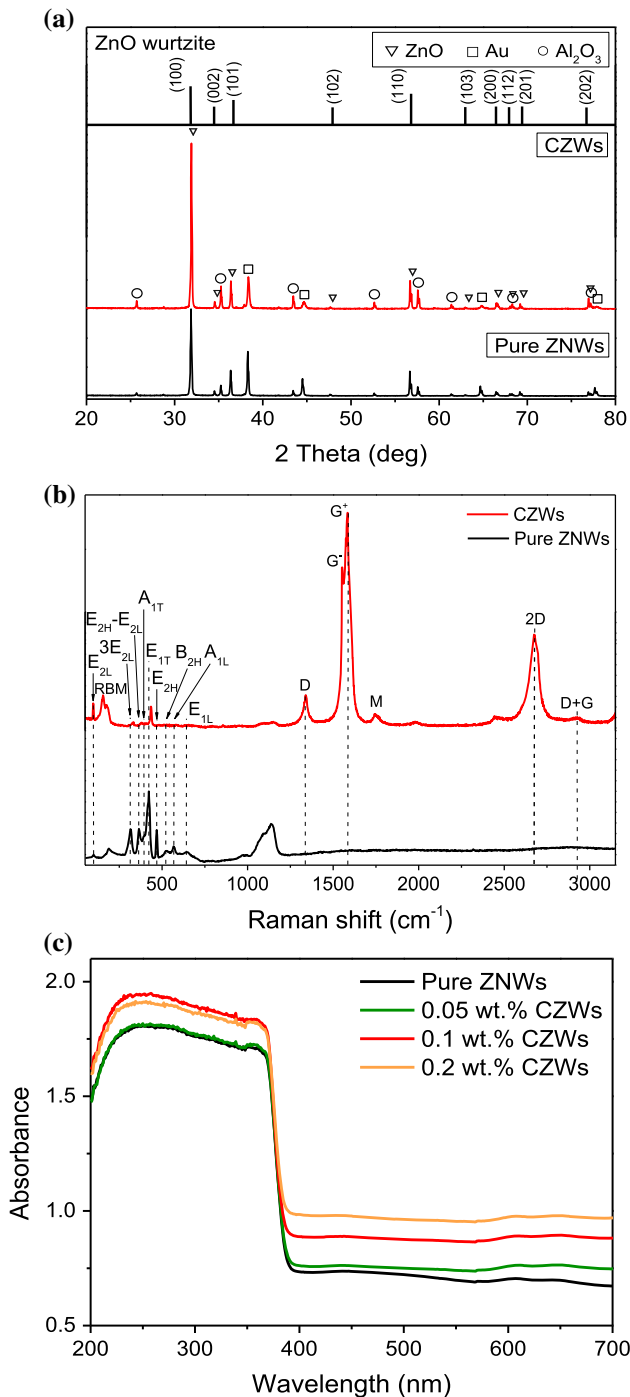 (a)
ZnO wurtzite
▽ ZnO □ Au ○ Al₂O₃
(100) (002) (101) (102) (110) (103) (200) (112) (201) (202)
CZWs
Pure ZNWs
20 30 40 50 60 70 80
2 Theta (deg)
(b)
CZWs
Pure ZNWs
G⁺
G⁻
A₁T
E₂H-E₂L
3E₂L
E₂L
RBM
E₁T
E₂H
B₂H
A₁L
E₁L
D
M
2D
D+G
500 1000 1500 2000 2500 3000
Raman shift (cm⁻¹)
(c)
Pure ZNWs
0.05 wt.% CZWs
0.1 wt.% CZWs
0.2 wt.% CZWs
Absorbance
2.0
1.5
1.0
0.5
200 300 400 500 600 700
Wavelength (nm)